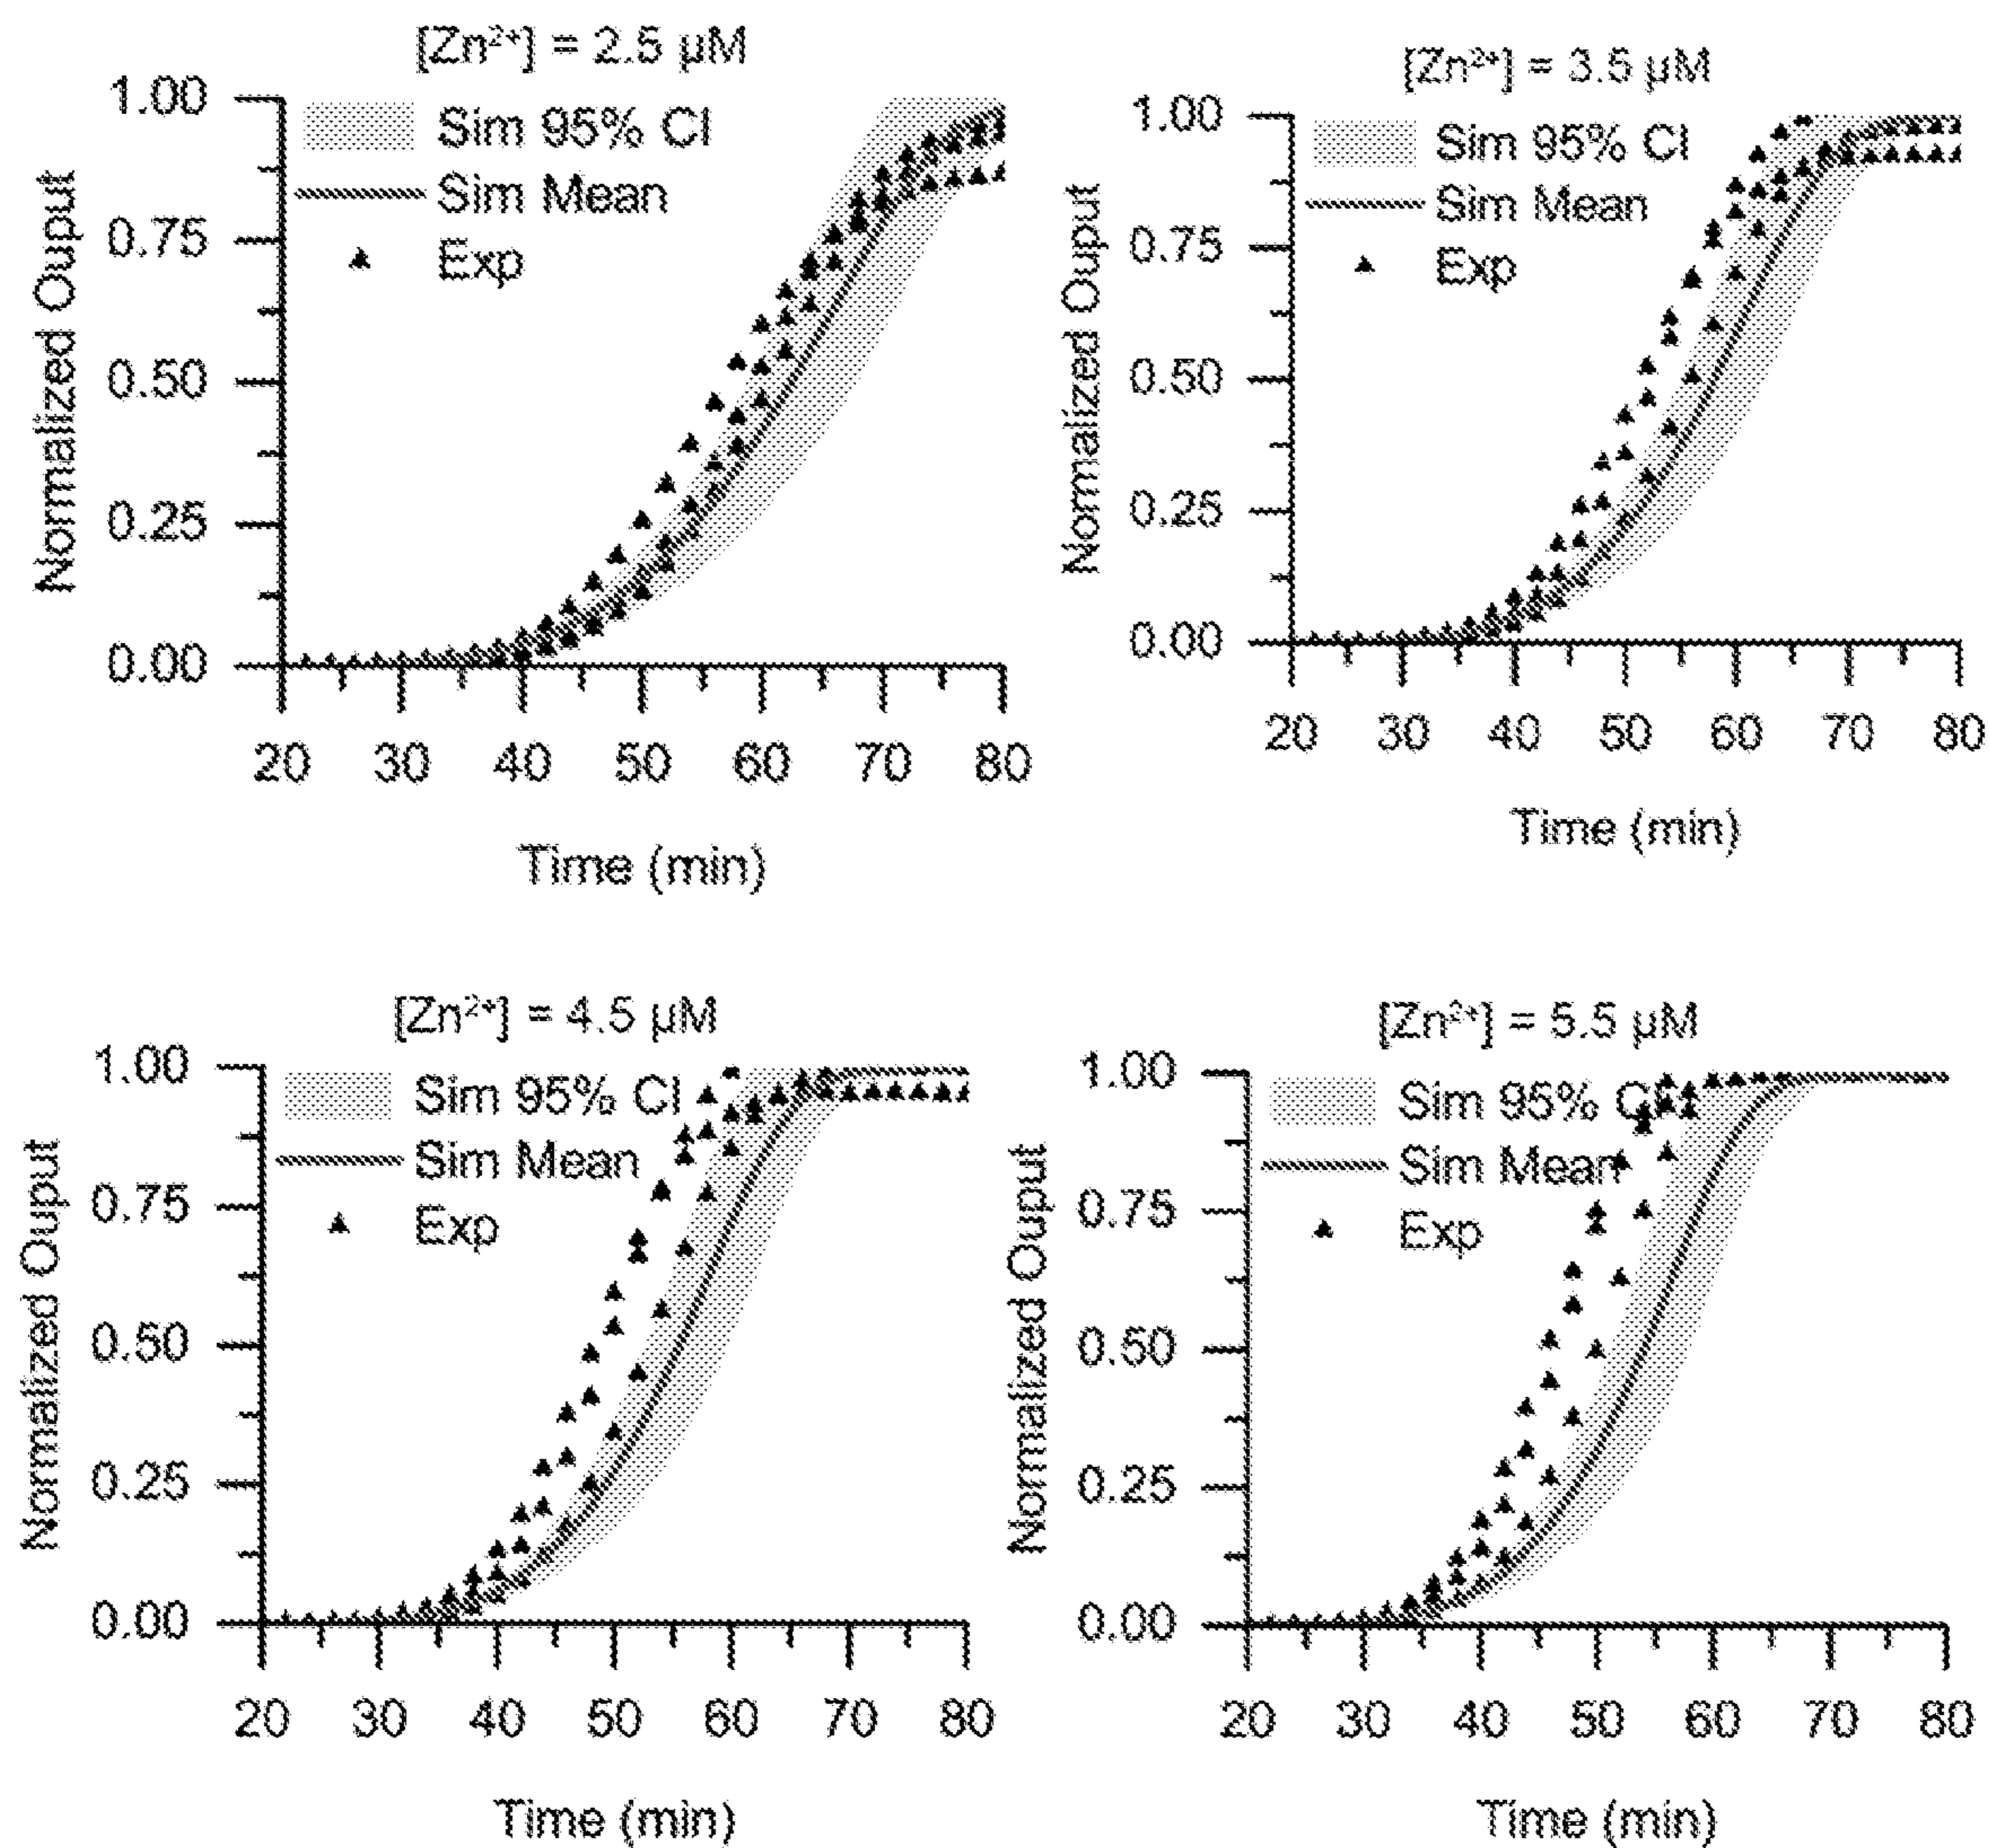 [Zn²⁺] = 2.5 µM
1.00
0.75
0.50
0.25
0.00
Normalized Ouput
Sim 95% CI
Sim Mean
Exp
20 30 40 50 60 70 80
Time (min)
[Zn²⁺] = 3.5 µM
1.00
0.75
0.50
0.25
0.00
Normalized Ouput
Sim 95% CI
Sim Mean
Exp
20 30 40 50 60 70 80
Time (min)
[Zn²⁺] = 4.5 µM
1.00
0.75
0.50
0.25
0.00
Normalized Ouput
Sim 95% CI
Sim Mean
Exp
20 30 40 50 60 70 80
Time (min)
[Zn²⁺] = 5.5 µM
1.00
0.75
0.50
0.25
0.00
Normalized Ouput
Sim 95% CI
Sim Mean
Exp
20 30 40 50 60 70 80
Time (min)